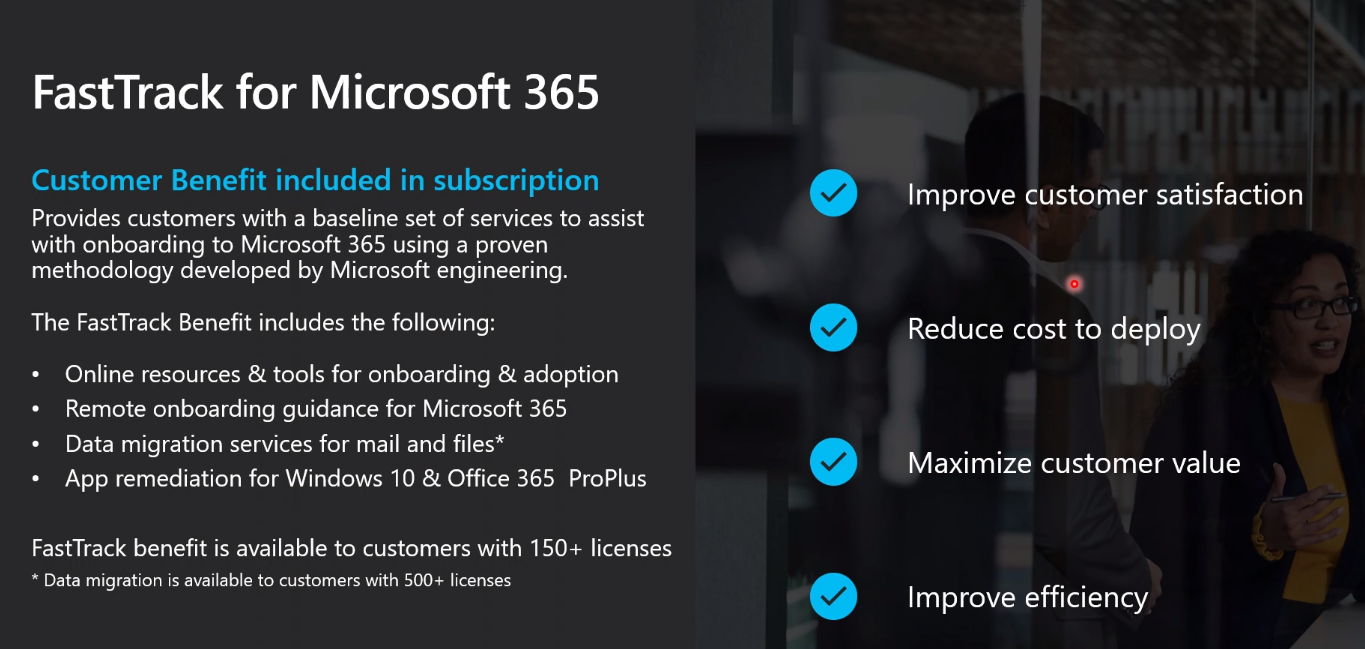 FastTrack for Microsoft 365
Customer Benefit included in subscription
Provides customers with a baseline set of services to assist
with onboarding to Microsoft 365 using a proven
methodology developed by Microsoft engineering.
The FastTrack Benefit includes the following:
• Online resources & tools for onboarding & adoption
• Remote onboarding guidance for Microsoft 365
• Data migration services for mail and files*
• App remediation for Windows 10 & Office 365  ProPlus
FastTrack benefit is available to customers with 150+ licenses
* Data migration is available to customers with 500+ licenses
Improve customer satisfaction
Reduce cost to deploy
Maximize customer value
Improve efficiency